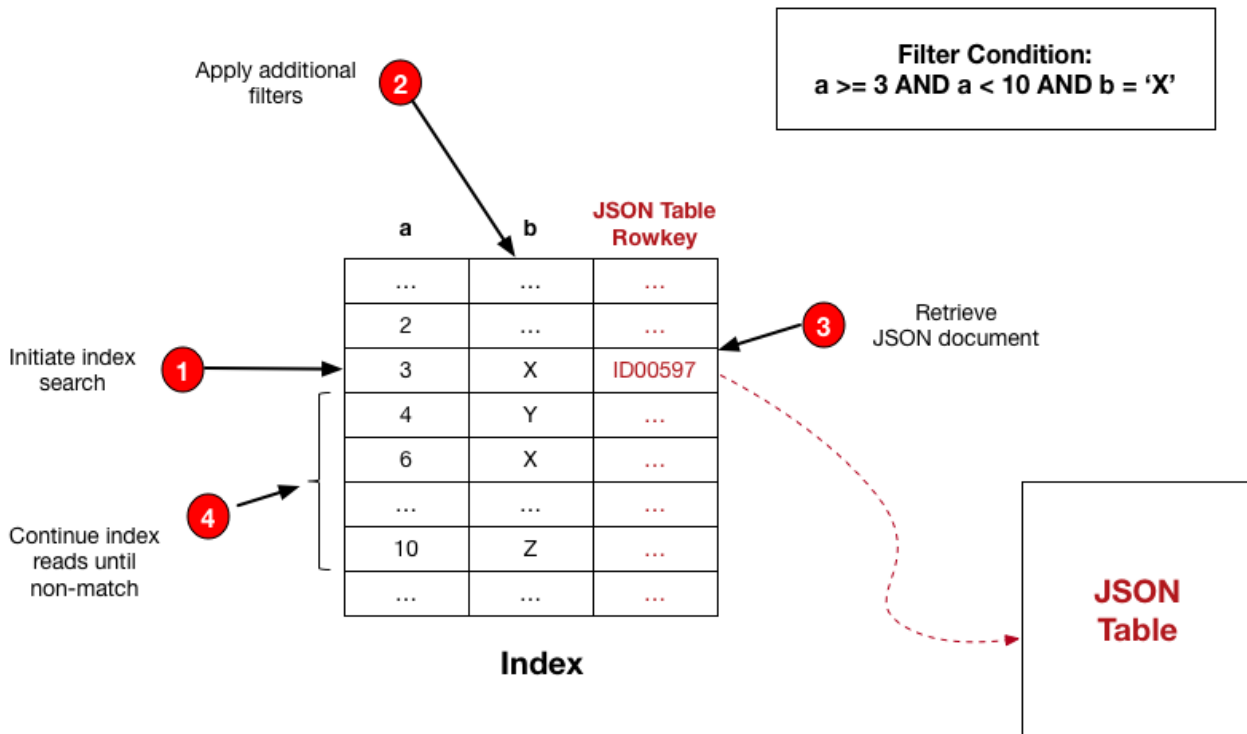 Filter Condition:
a >= 3 AND a < 10 AND b = ‘X’
Apply additional
filters
2
a b JSON Table
Rowkey
... ... ...
2 ... ...
3 Retrieve
JSON document
Initiate index
search
1
3 X ID00597
4 Y ...
6 X ...
... ... ...
10 Z ...
... ... ...
4
Continue index
reads until
non-match
Index
JSON
Table